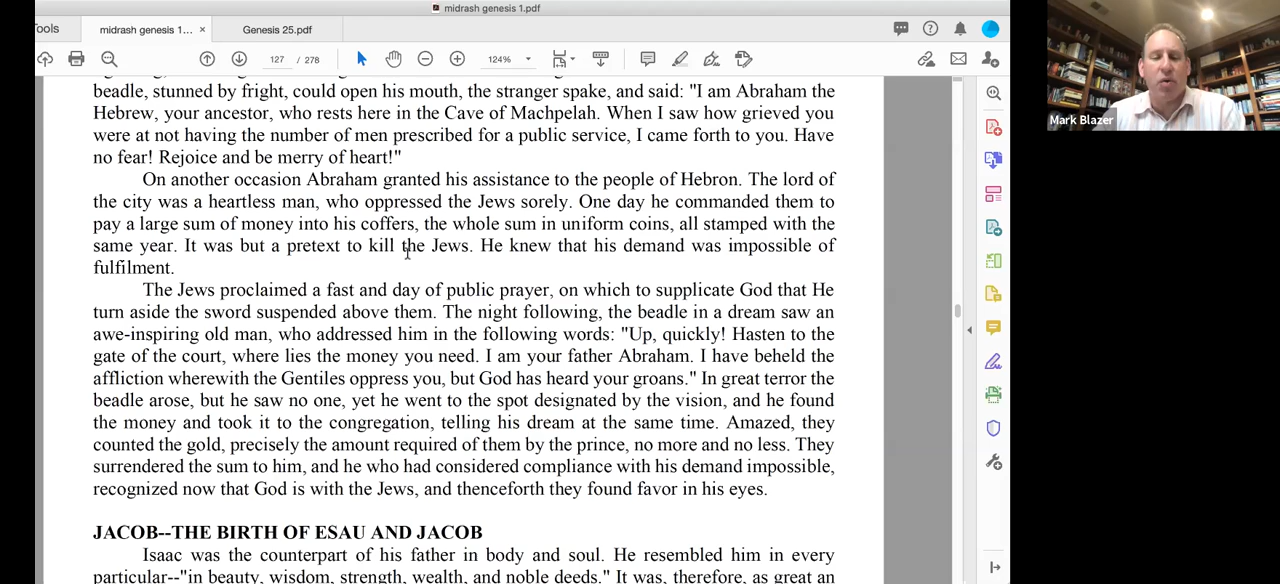 midrash genesis 1.pdf
ools
midrash genesis 1... ×
Genesis 25.pdf
127 / 278
124%
beadle, stunned by fright, could open his mouth, the stranger spake, and said: "I am Abraham the
Hebrew, your ancestor, who rests here in the Cave of Machpelah. When I saw how grieved you
were at not having the number of men prescribed for a public service, I came forth to you. Have
no fear! Rejoice and be merry of heart!"
On another occasion Abraham granted his assistance to the people of Hebron. The lord of
the city was a heartless man, who oppressed the Jews sorely. One day he commanded them to
pay a large sum of money into his coffers, the whole sum in uniform coins, all stamped with the
same year. It was but a pretext to kill the Jews. He knew that his demand was impossible of
fulfilment.
The Jews proclaimed a fast and day of public prayer, on which to supplicate God that He
turn aside the sword suspended above them. The night following, the beadle in a dream saw an
awe-inspiring old man, who addressed him in the following words: "Up, quickly! Hasten to the
gate of the court, where lies the money you need. I am your father Abraham. I have beheld the
affliction wherewith the Gentiles oppress you, but God has heard your groans." In great terror the
beadle arose, but he saw no one, yet he went to the spot designated by the vision, and he found
the money and took it to the congregation, telling his dream at the same time. Amazed, they
counted the gold, precisely the amount required of them by the prince, no more and no less. They
surrendered the sum to him, and he who had considered compliance with his demand impossible,
recognized now that God is with the Jews, and thenceforth they found favor in his eyes.
JACOB--THE BIRTH OF ESAU AND JACOB
Isaac was the counterpart of his father in body and soul. He resembled him in every
particular--"in beauty, wisdom, strength, wealth, and noble deeds." It was, therefore, as great an
Mark Blazer